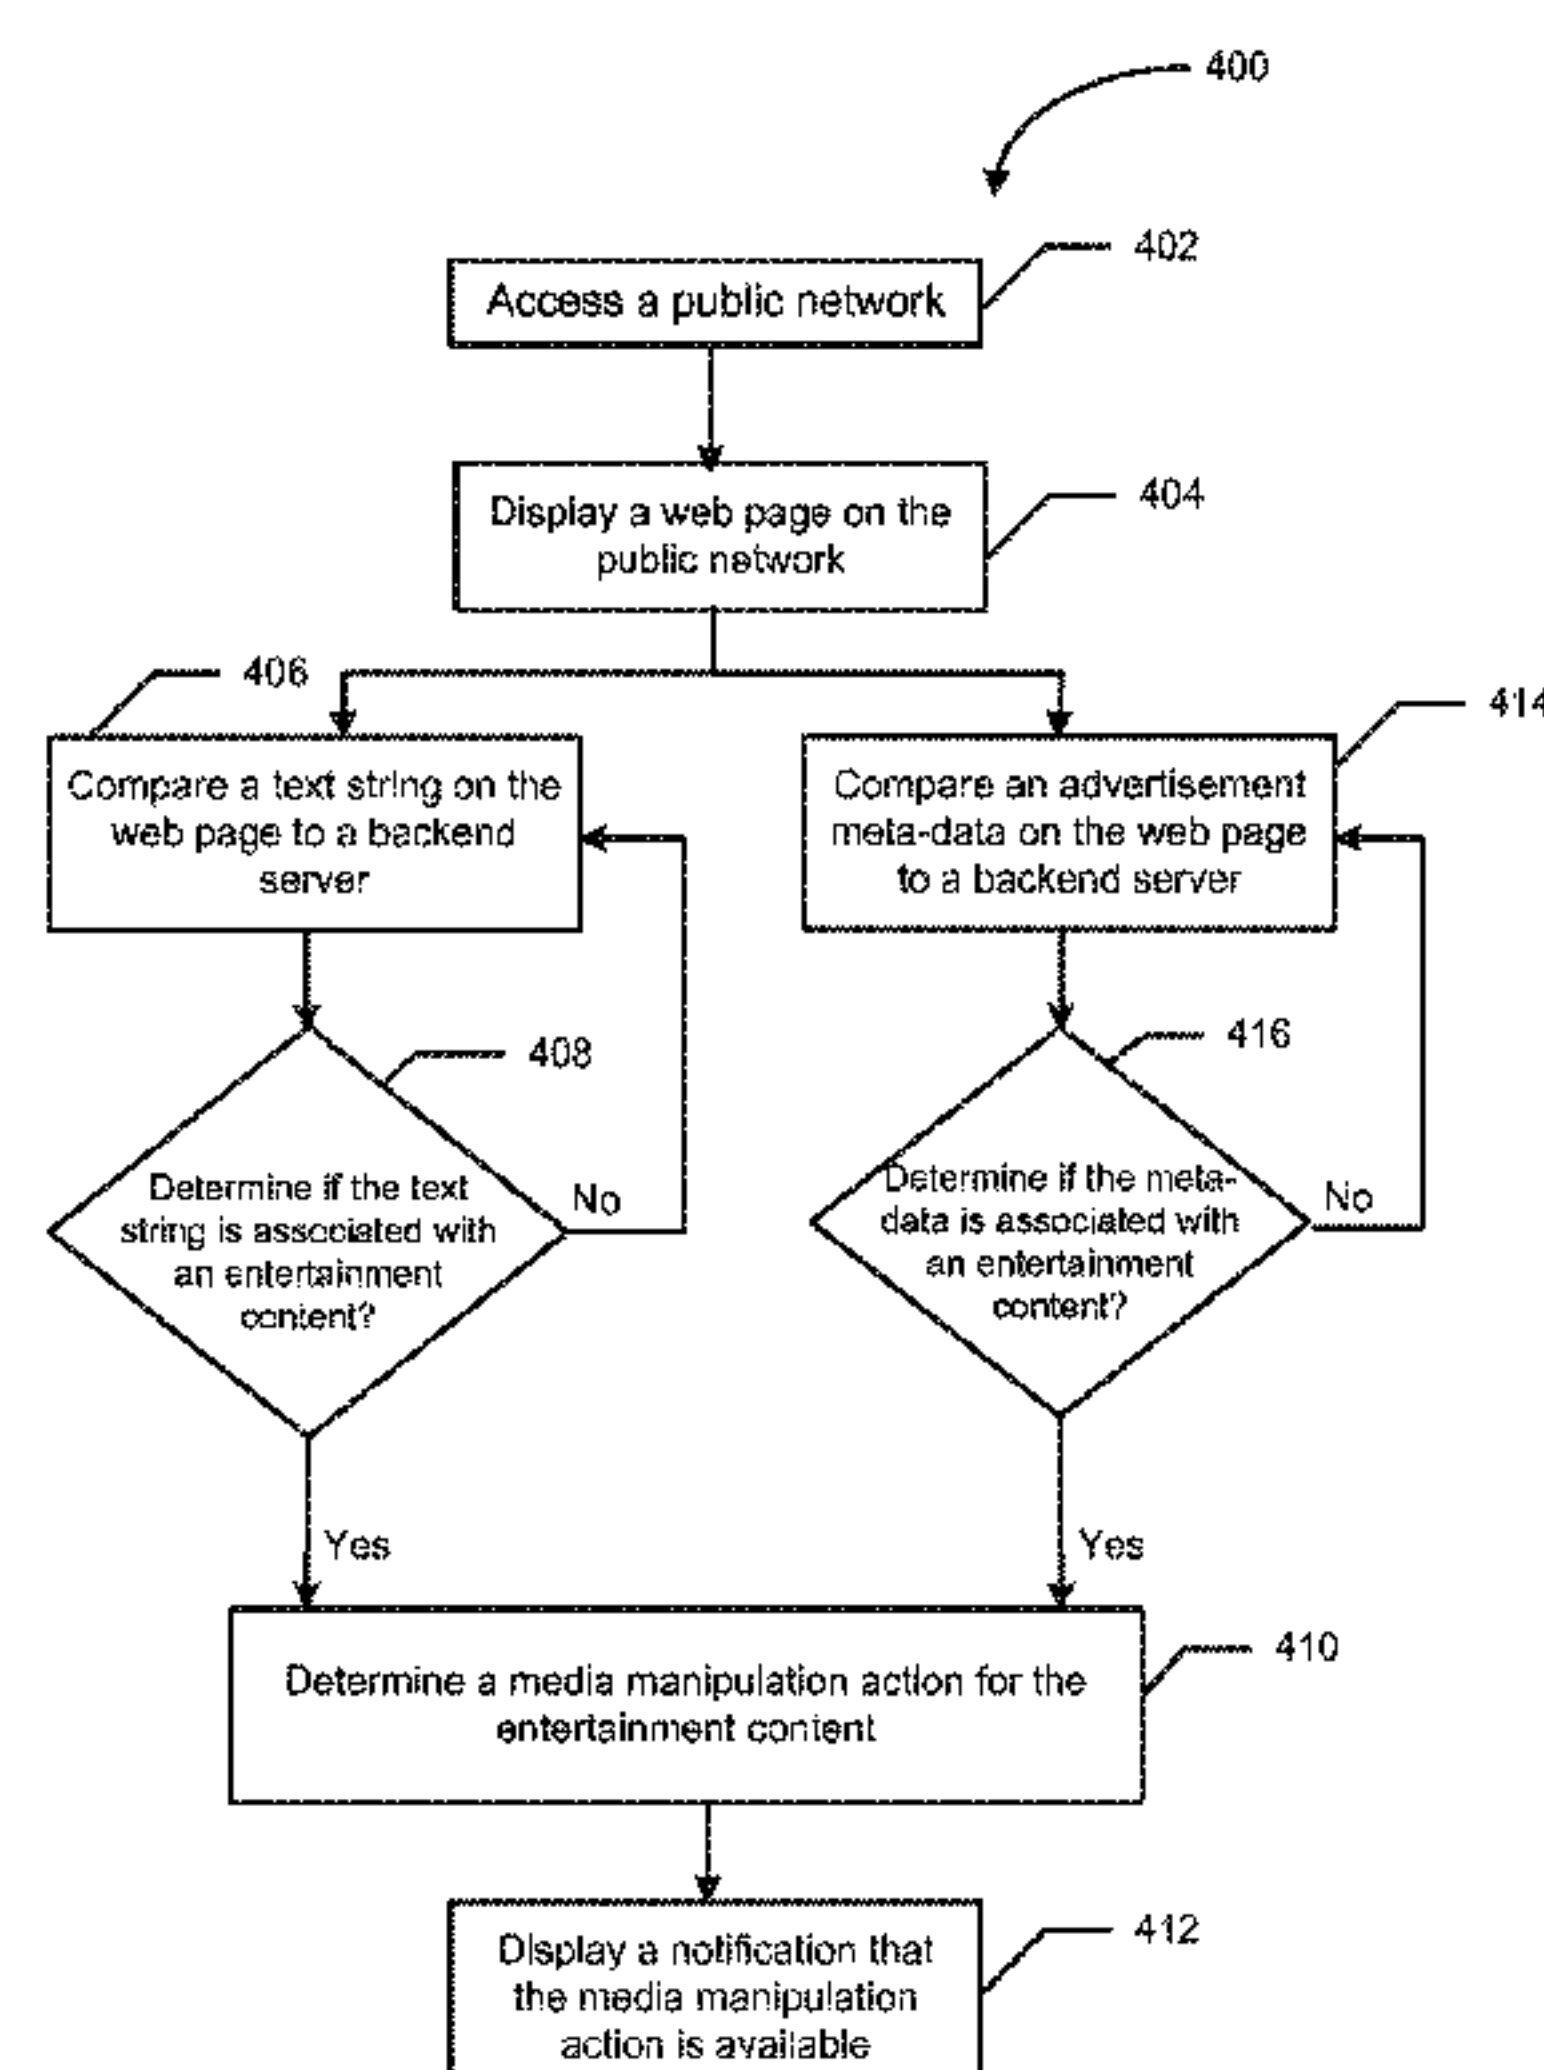 400
402
Access a public network
404
Display a web page on the
public network
406
Compare a text string on the
web page to a backend
server
414
Compare an advertisement
meta-data on the web page
to a backend server
408
Determine if the text
string is associated with
an entertainment
content?
No
416
Determine if the meta-
data is associated with
an entertainment
content?
No
Yes
Yes
410
Determine a media manipulation action for the
entertainment content
412
Display a notification that
the media manipulation
action is available